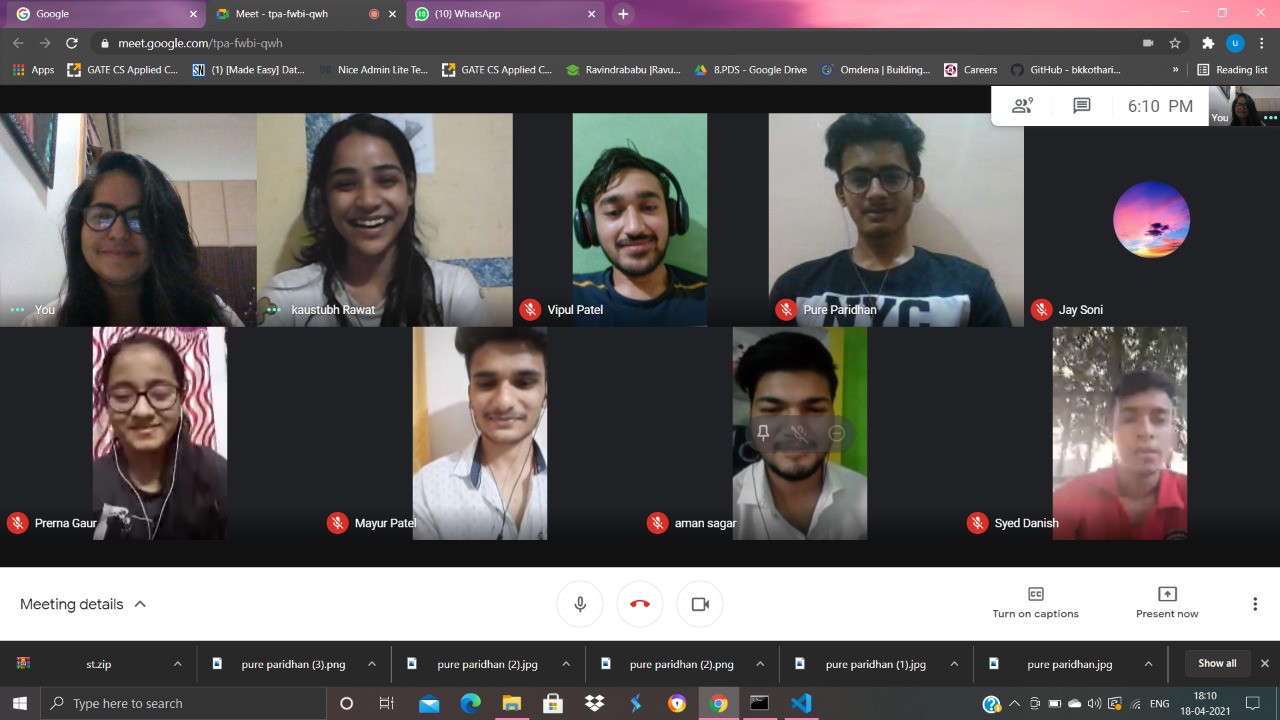 Google
Meet - tpa-fwbi-qwh
(10) WhatsApp
meet.google.com/tpa-fwbi-qwh
u
Apps
GATE CS Applied C...
(1) [Made Easy] Dat...
Nice Admin Lite Te...
GATE CS Applied C...
Ravindrababu |Ravu...
8.PDS - Google Drive
Omdena | Building...
Careers
GitHub - bkkothari...
»
Reading list
9
6:10 PM
You
You
kaustubh Rawat
Vipul Patel
Pure Paridhan
Jay Soni
NYC
Prerna Gaur
Mayur Patel
aman sagar
Syed Danish
Meeting details
CC
Turn on captions
Present now
st.zip
pure paridhan (3).png
pure paridhan (2).jpg
pure paridhan (2).png
pure paridhan (1).jpg
pure paridhan.jpg
Show all
Type here to search
ENG
18:10
18-04-2021